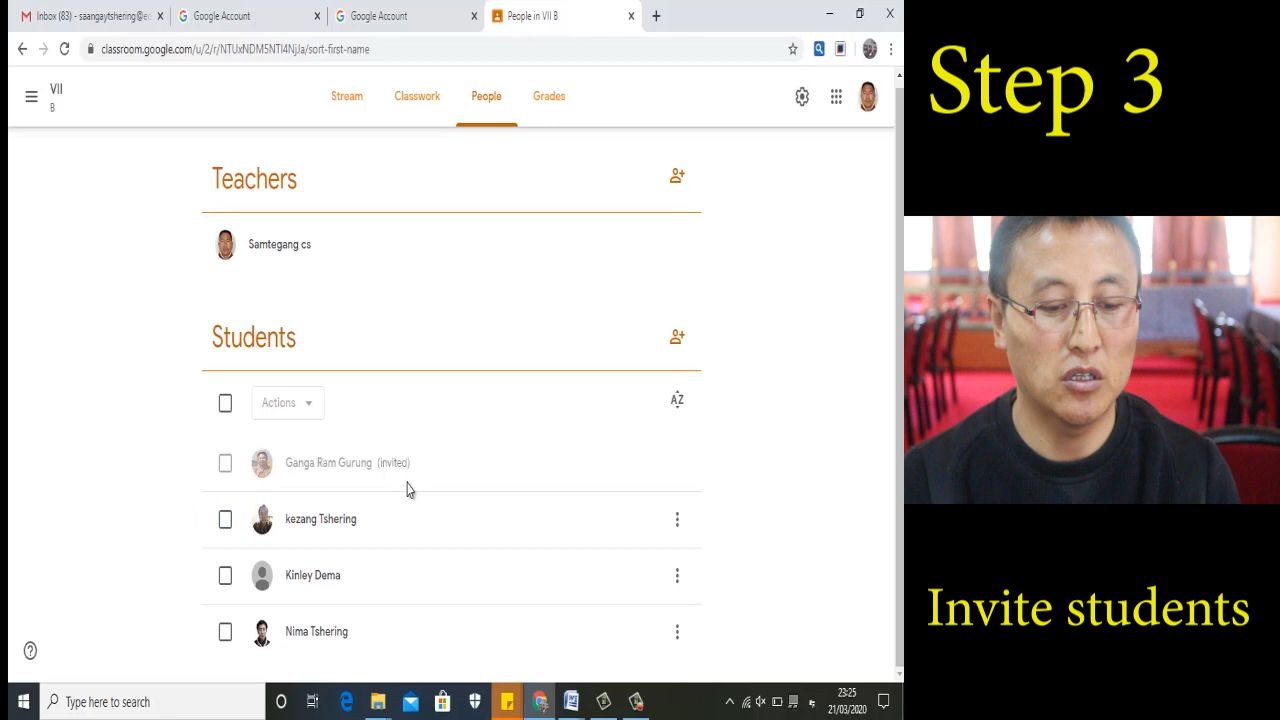 Inbox (83) - saangaytshering@ec
Google Account
Google Account
People in VII B
classroom.google.com/u/2/r/NTUxNDM5NTI4NjJa/sort-first-name
VII
B
Stream
Classwork
People
Grades
Teachers
Samtegang cs
Students
Actions
AZ
Ganga Ram Gurung (invited)
kezang Tshering
Kinley Dema
Nima Tshering
Type here to search
23:25
21/03/2020
Step 3
Invite students